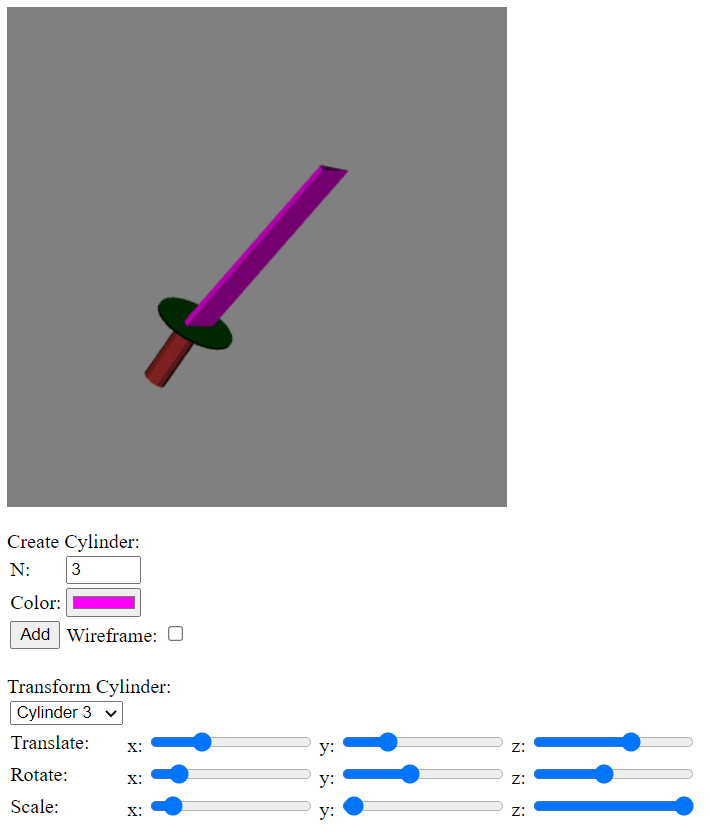 Create Cylinder:
N: 3
Color:
Add Wireframe:
Transform Cylinder:
Cylinder 3
Translate: x: y: z:
Rotate: x: y: z:
Scale: x: y: z: